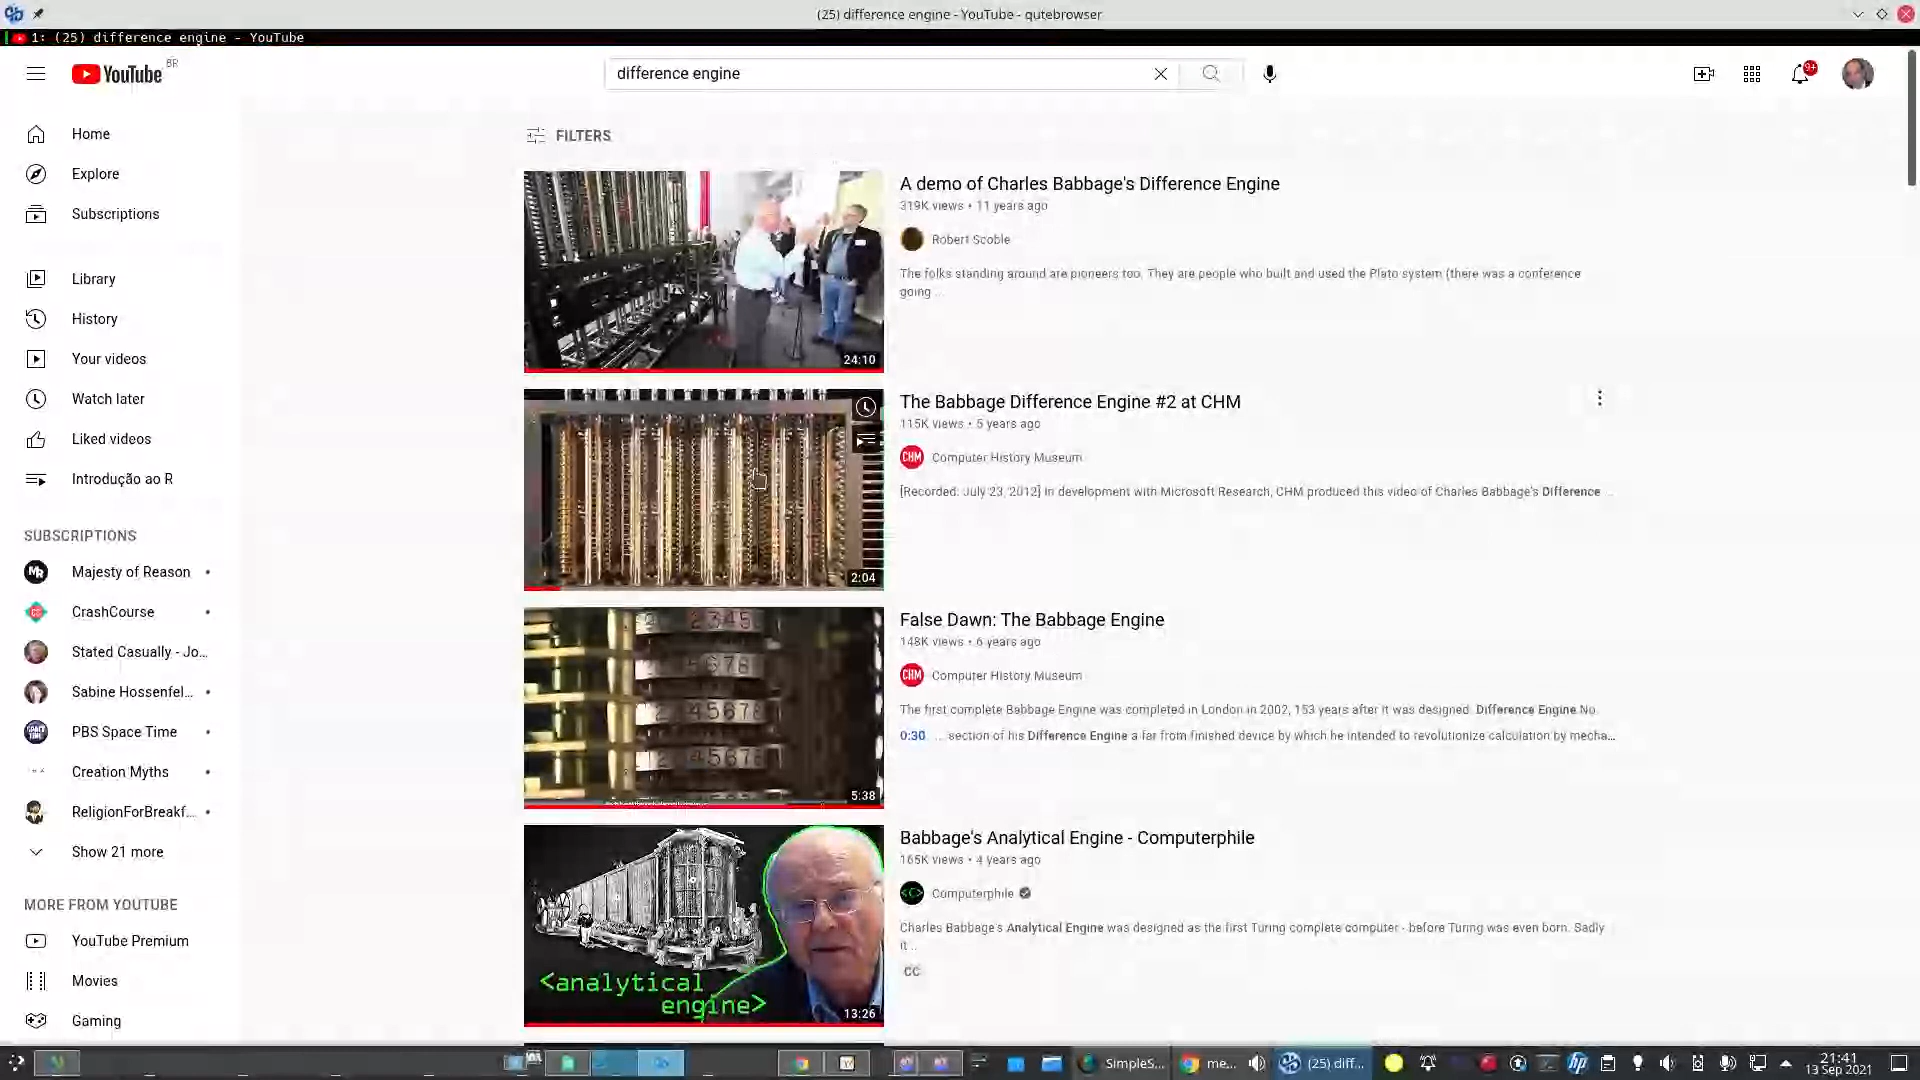 (25) difference engine - YouTube - qutebrowser
1: (25) difference engine - YouTube
YouTube BR
difference engine
9+
Home
Explore
Subscriptions
Library
History
Your videos
Watch later
Liked videos
Introdução ao R
SUBSCRIPTIONS
Majesty of Reason
CrashCourse
Stated Casually - Jo...
Sabine Hossenfel...
PBS Space Time
Creation Myths
ReligionForBreakf...
Show 21 more
MORE FROM YOUTUBE
YouTube Premium
Movies
Gaming
FILTERS
24:10
A demo of Charles Babbage's Difference Engine
319K views • 11 years ago
Robert Scoble
The folks standing around are pioneers too. They are people who built and used the Plato system (there was a conference
going ...
2:04
The Babbage Difference Engine #2 at CHM
115K views • 5 years ago
CHM Computer History Museum
[Recorded: July 23, 2012] In development with Microsoft Research, CHM produced this video of Charles Babbage's Difference ...
2345
5678
45678
45678
5:38
False Dawn: The Babbage Engine
148K views • 6 years ago
CHM Computer History Museum
The first complete Babbage Engine was completed in London in 2002, 153 years after it was designed. Difference Engine No.
0:30 ... section of his Difference Engine a far from finished device by which he intended to revolutionize calculation by mecha...
<analytical
engine>
13:26
Babbage's Analytical Engine - Computerphile
165K views • 4 years ago
<C> Computerphile
Charles Babbage's Analytical Engine was designed as the first Turing complete computer - before Turing was even born. Sadly
it ...
CC
SimpleS...
me...
(25) diff...
21:41
13 Sep 2021